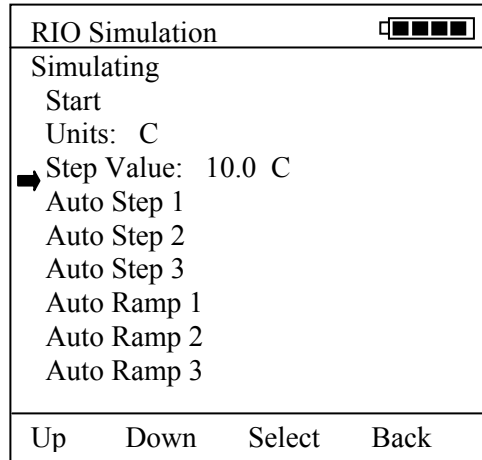 RIO Simulation
Simulating
Start
Units: C
Step Value: 10.0 C
Auto Step 1
Auto Step 2
Auto Step 3
Auto Ramp 1
Auto Ramp 2
Auto Ramp 3
Up Down Select Back